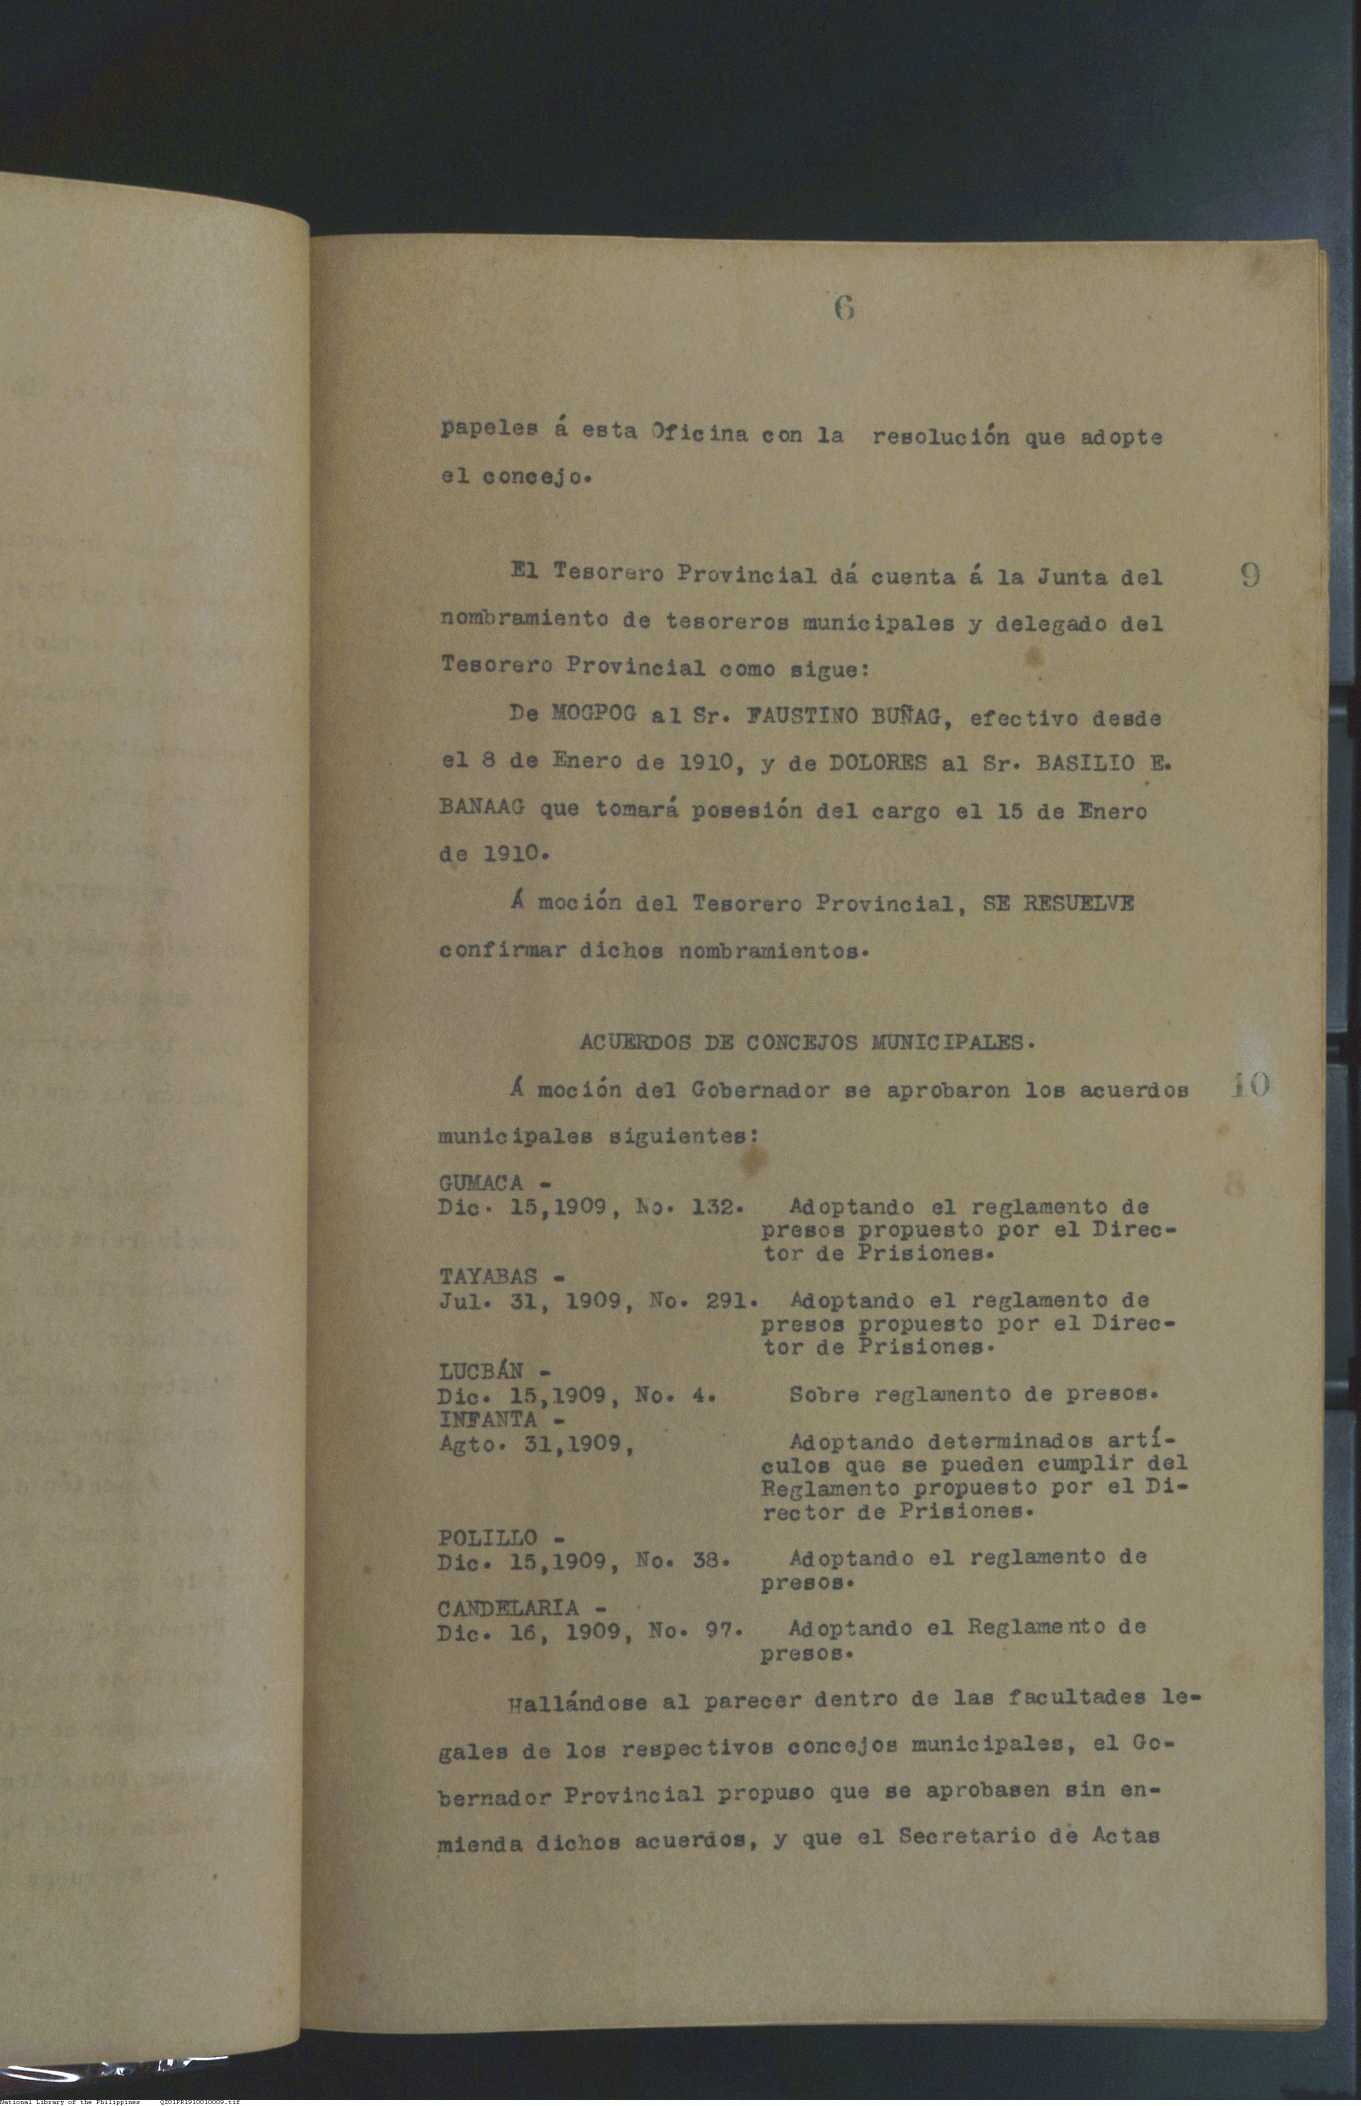 6
papeles á esta Oficina con la resolución que adopte
el concejo.
El Tesorero Provincial dá cuenta á la Junta del
9
nombramiento de tesoreros municipales y delegado del
Tesorero Provincial como sigue:
De MOGPOG al Sr. FAUSTINO BUÑAG, efectivo desde
el 8 de Enero de 1910, y de DOLORES al Sr. BASILIO E.
BANAAG que tomará posesión del cargo el 15 de Enero
de 1910.
Á moción del Tesorero Provincial, SE RESUELVE
confirmar dichos nombramientos.
ACUERDOS DE CONCEJOS MUNICIPALES.
Á moción del Gobernador se aprobaron los acuerdos
10
municipales siguientes:
GUMACA -
Dic. 15,1909, No. 132. Adoptando el reglamento de
presos propuesto por el Direc-
tor de Prisiones.
TAYABAS -
Jul. 31, 1909, No. 291. Adoptando el reglamento de
presos propuesto por el Direc-
tor de Prisiones.
LUCBÁN -
Dic. 15,1909, No. 4. Sobre reglamento de presos.
INFANTA -
Agto. 31,1909, Adoptando determinados artí-
culos que se pueden cumplir del
Reglamento propuesto por el Di-
rector de Prisiones.
POLILLO -
Dic. 15,1909, No. 38. Adoptando el reglamento de
presos.
CANDELARIA -
Dic. 16, 1909, No. 97. Adoptando el Reglamento de
presos.
Hallándose al parecer dentro de las facultades le-
gales de los respectivos concejos municipales, el Go-
bernador Provincial propuso que se aprobasen sin en-
mienda dichos acuerdos, y que el Secretario de Actas
National Library of the Philippines